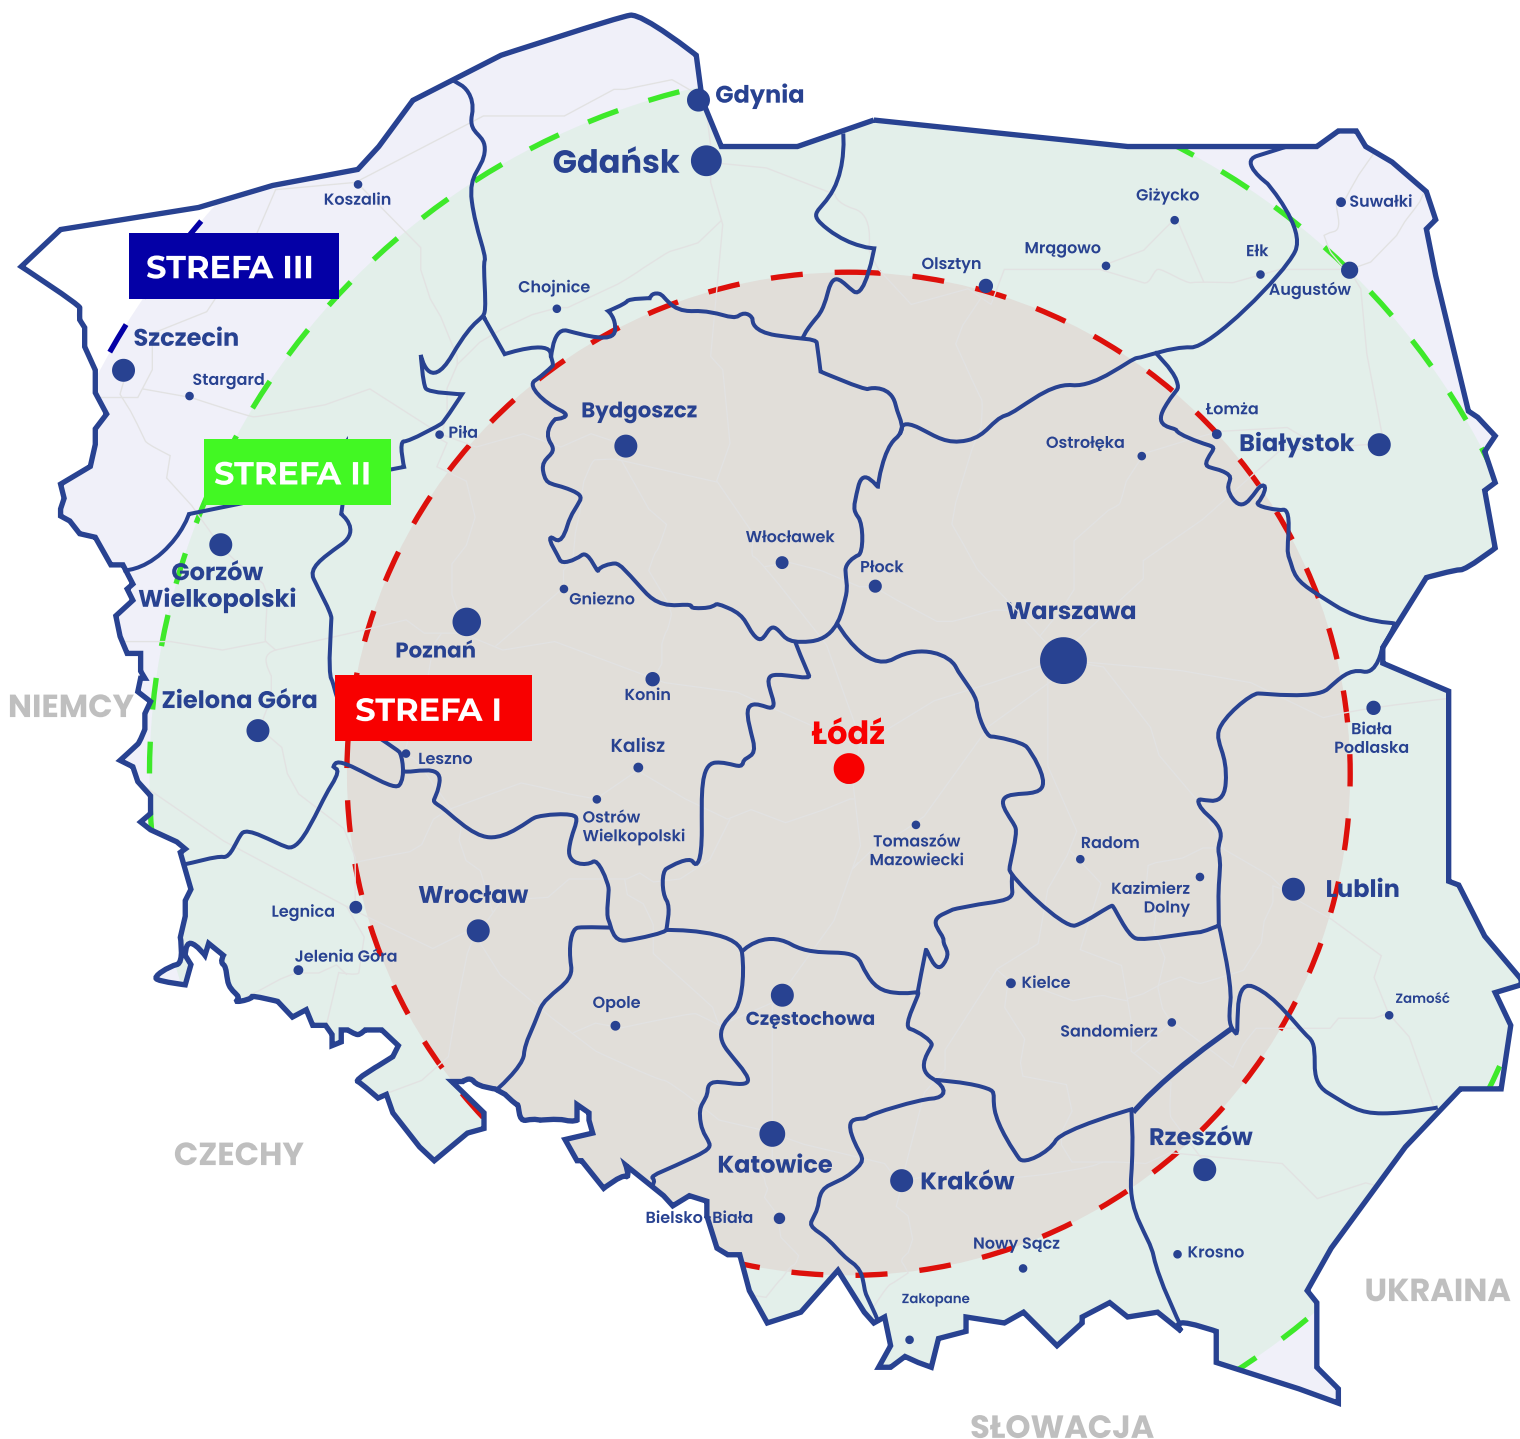 Gdynia
Gdańsk
Koszalin
Giżycko
Suwałki
STREFA III
Mrągowo
Ełk
Olsztyn
Chojnice
Augustów
Szczecin
Stargard
Bydgoszcz
Łomża
Piła
Ostrołęka
Białystok
STREFA II
Włocławek
Płock
Gorzów
Wielkopolski
Gniezno
Warszawa
Poznań
NIEMCY
Zielona Góra
Konin
STREFA I
Łódź
Biała
Podlaska
Kalisz
Leszno
Ostrów
Wielkopolski
Tomaszów
Mazowiecki
Radom
Kazimierz
Dolny
Wrocław
Lublin
Legnica
Jelenia Góra
Kielce
Opole
Zamość
Częstochowa
Sandomierz
CZECHY
Rzeszów
Katowice
Kraków
Bielsko-Biała
Nowy Sącz
Krosno
UKRAINA
Zakopane
SŁOWACJA